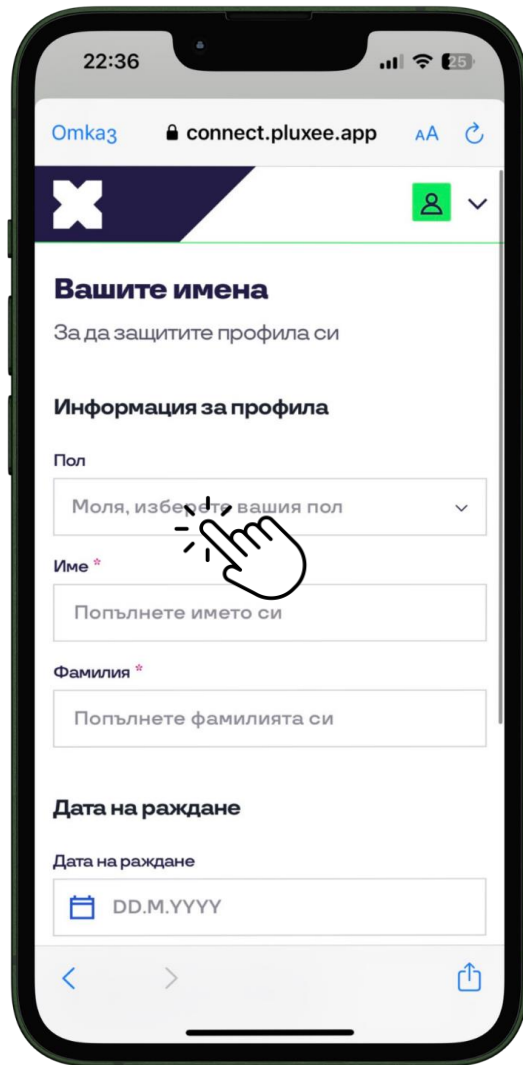 22:36
25
Отказ connect.pluxee.app AA
Вашите имена
За да защитите профила си
Информация за профила
Пол
Моля, изберете вашия пол
Име *
Попълнете името си
Фамилия *
Попълнете фамилията си
Дата на раждане
Дата на раждане
DD.M.YYYY